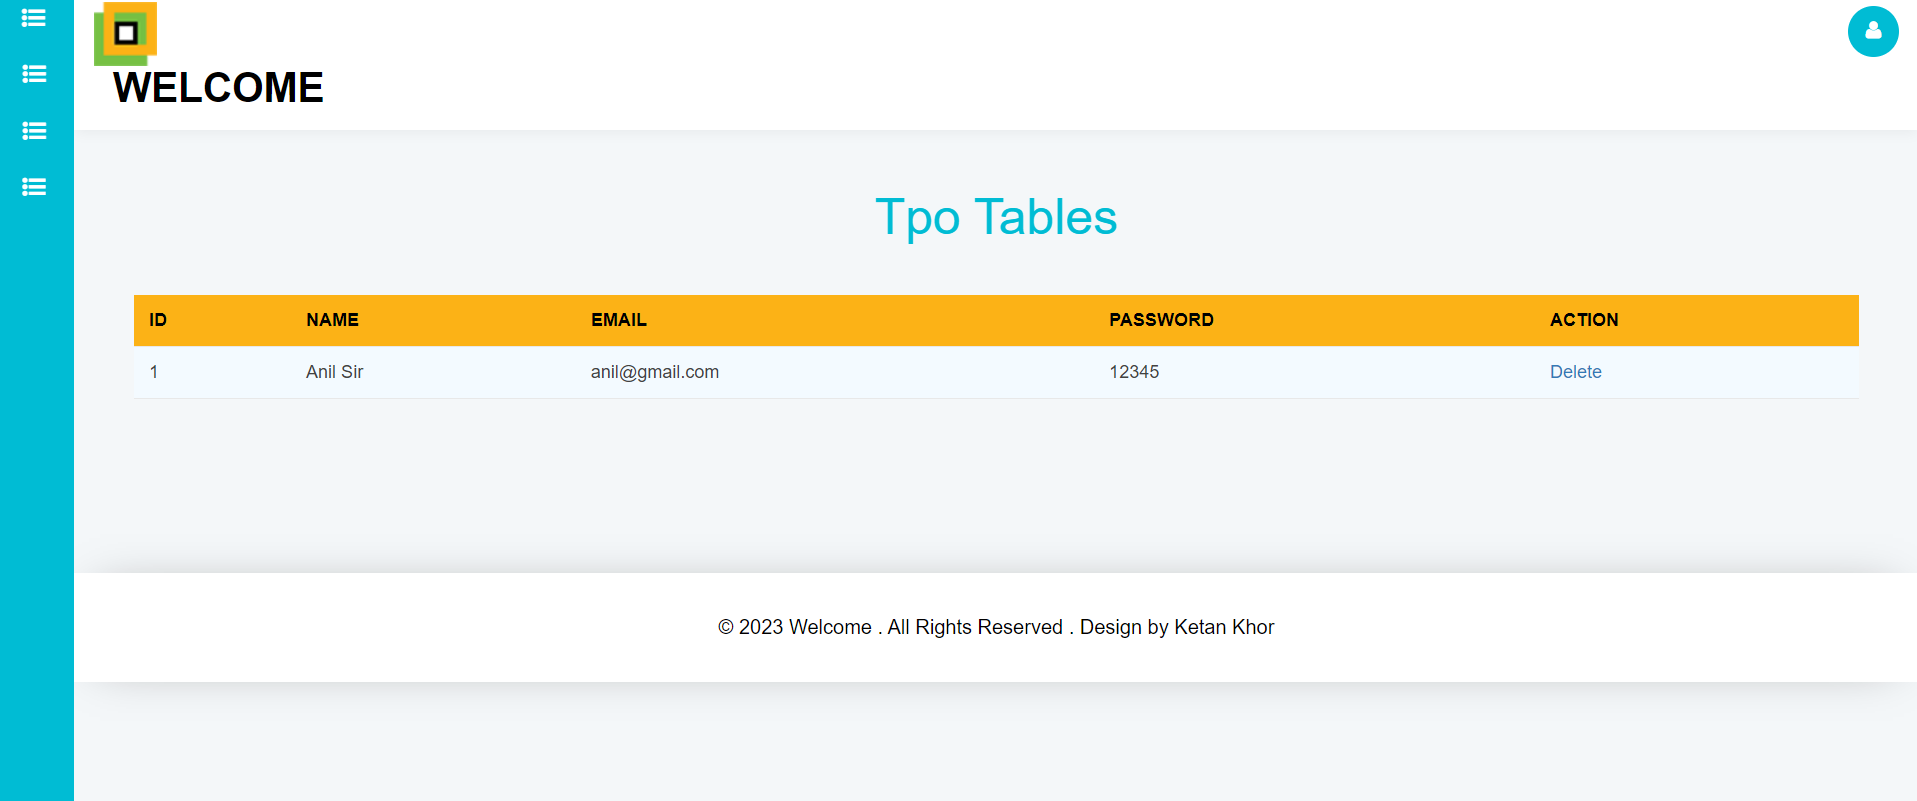 WELCOME
Tpo Tables
ID NAME EMAIL PASSWORD ACTION
1 Anil Sir anil@gmail.com 12345 Delete
© 2023 Welcome . All Rights Reserved . Design by Ketan Khor